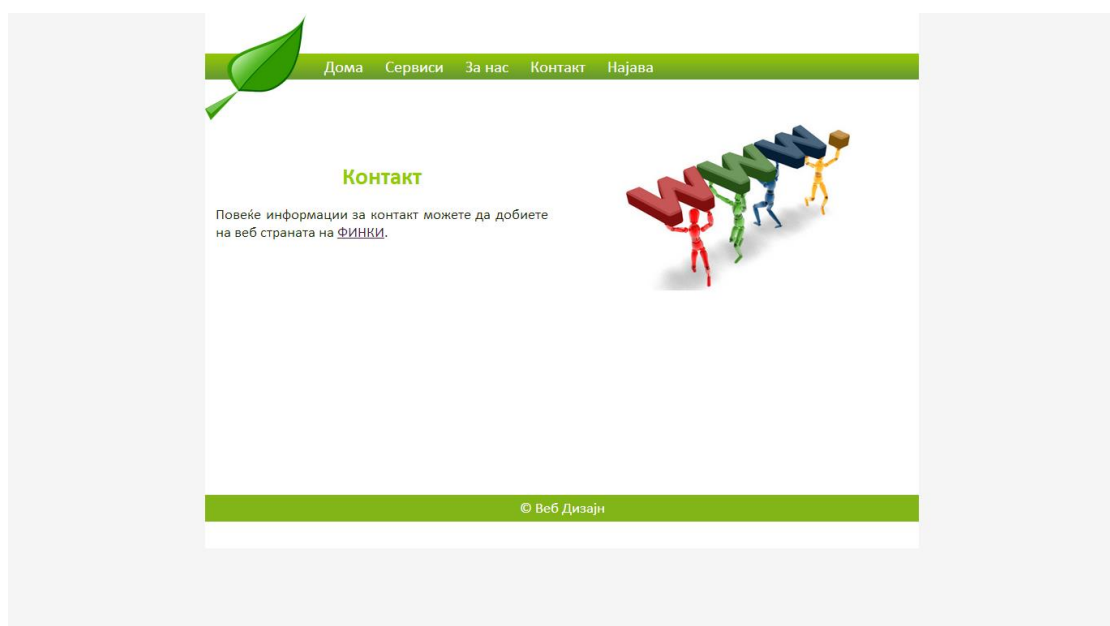 Дома Сервиси За нас Контакт Најава
WWW
Контакт
Повеќе информации за контакт можете да добиете
на веб страната на ФИНКИ.
© Веб Дизајн